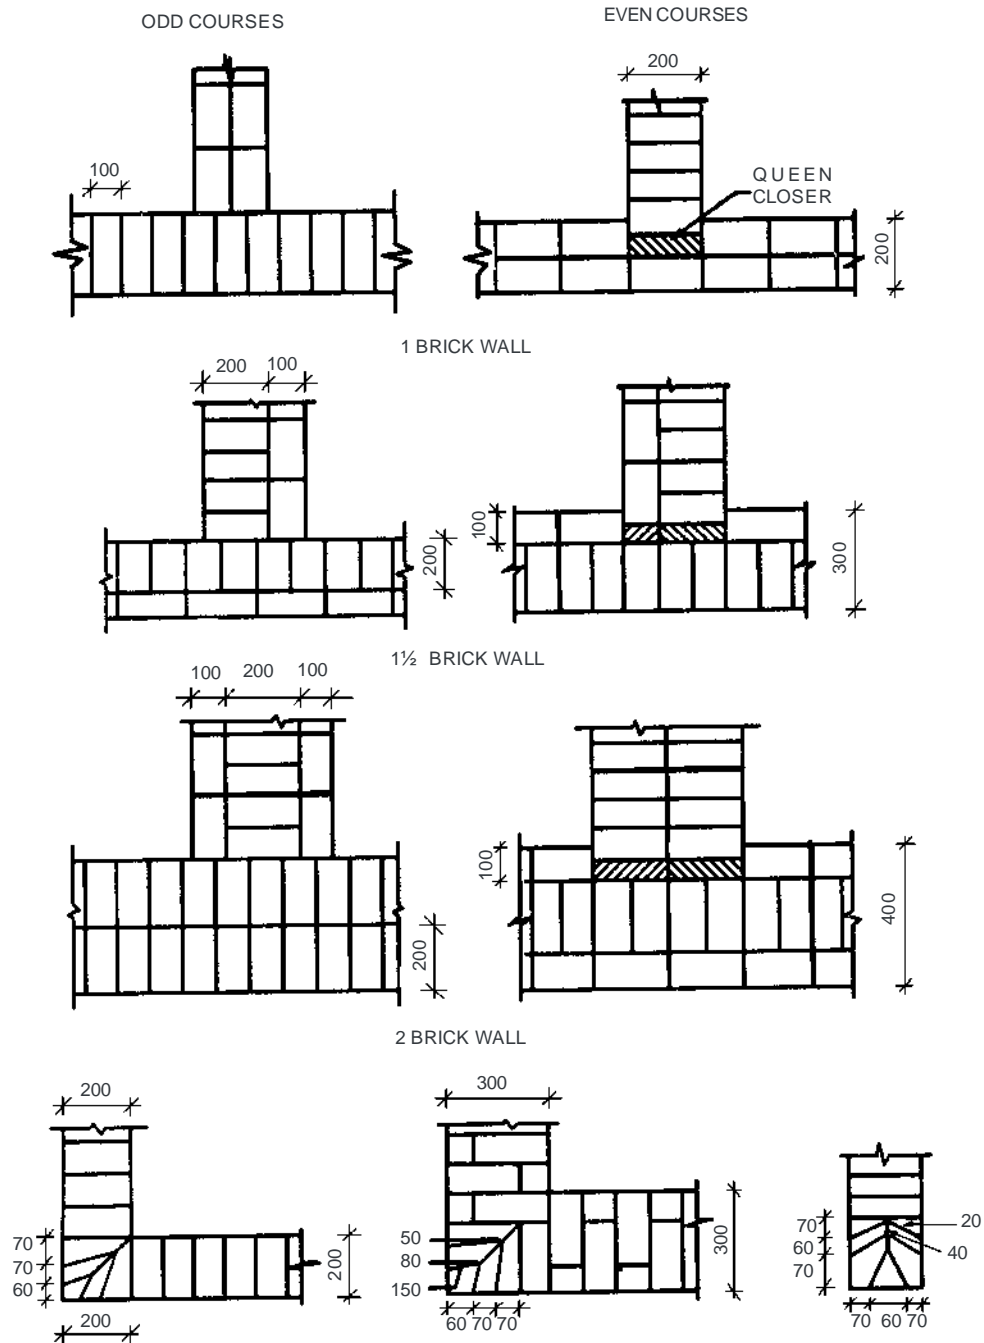 ODD COURSES
EVEN COURSES
200
100
QUEEN
CLOSER
200
1 BRICK WALL
200 100
200
100
300
1½ BRICK WALL
100 200 100
200
100
400
2 BRICK WALL
200
70
70
60
200
200
300
50
80
150
60 70 70
300
70
60
70
20
40
70 60 70